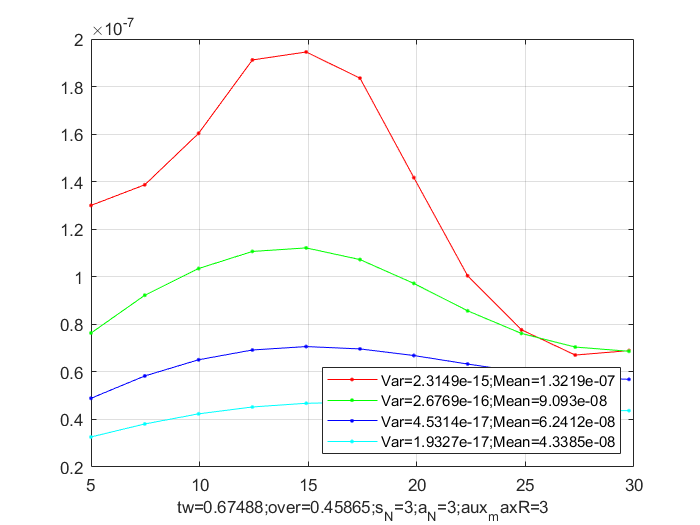 ×10-7
2
1.8
1.6
1.4
1.2
1
0.8
0.6
0.4
0.2
Var=2.3149e-15;Mean=1.3219e-07
Var=2.6769e-16;Mean=9.093e-08
Var=4.5314e-17;Mean=6.2412e-08
Var=1.9327e-17;Mean=4.3385e-08
5 10 15 20 25 30
tw=0.67488;over=0.45865;sN=3;aN=3;auxmaxR=3